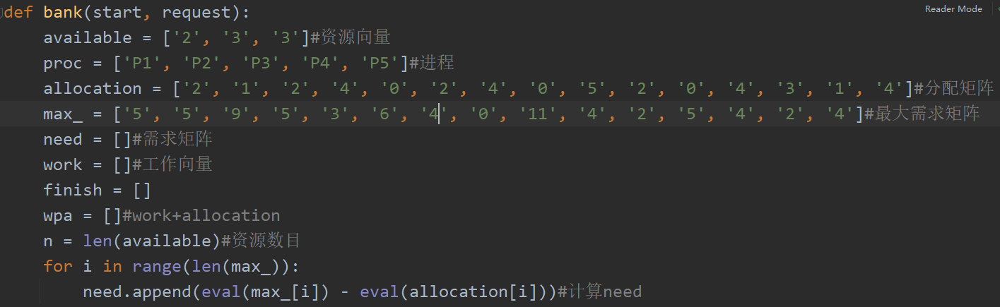 def bank(start, request):
Reader Mode
    available = ['2', '3', '3']#资源向量
    proc = ['P1', 'P2', 'P3', 'P4', 'P5']#进程
    allocation = ['2', '1', '2', '4', '0', '2', '4', '0', '5', '2', '0', '4', '3', '1', '4']#分配矩阵
    max_ = ['5', '5', '9', '5', '3', '6', '4', '0', '11', '4', '2', '5', '4', '2', '4']#最大需求矩阵
    need = []#需求矩阵
    work = []#工作向量
    finish = []
    wpa = []#work+allocation
    n = len(available)#资源数目
    for i in range(len(max_)):
        need.append(eval(max_[i]) - eval(allocation[i]))#计算need